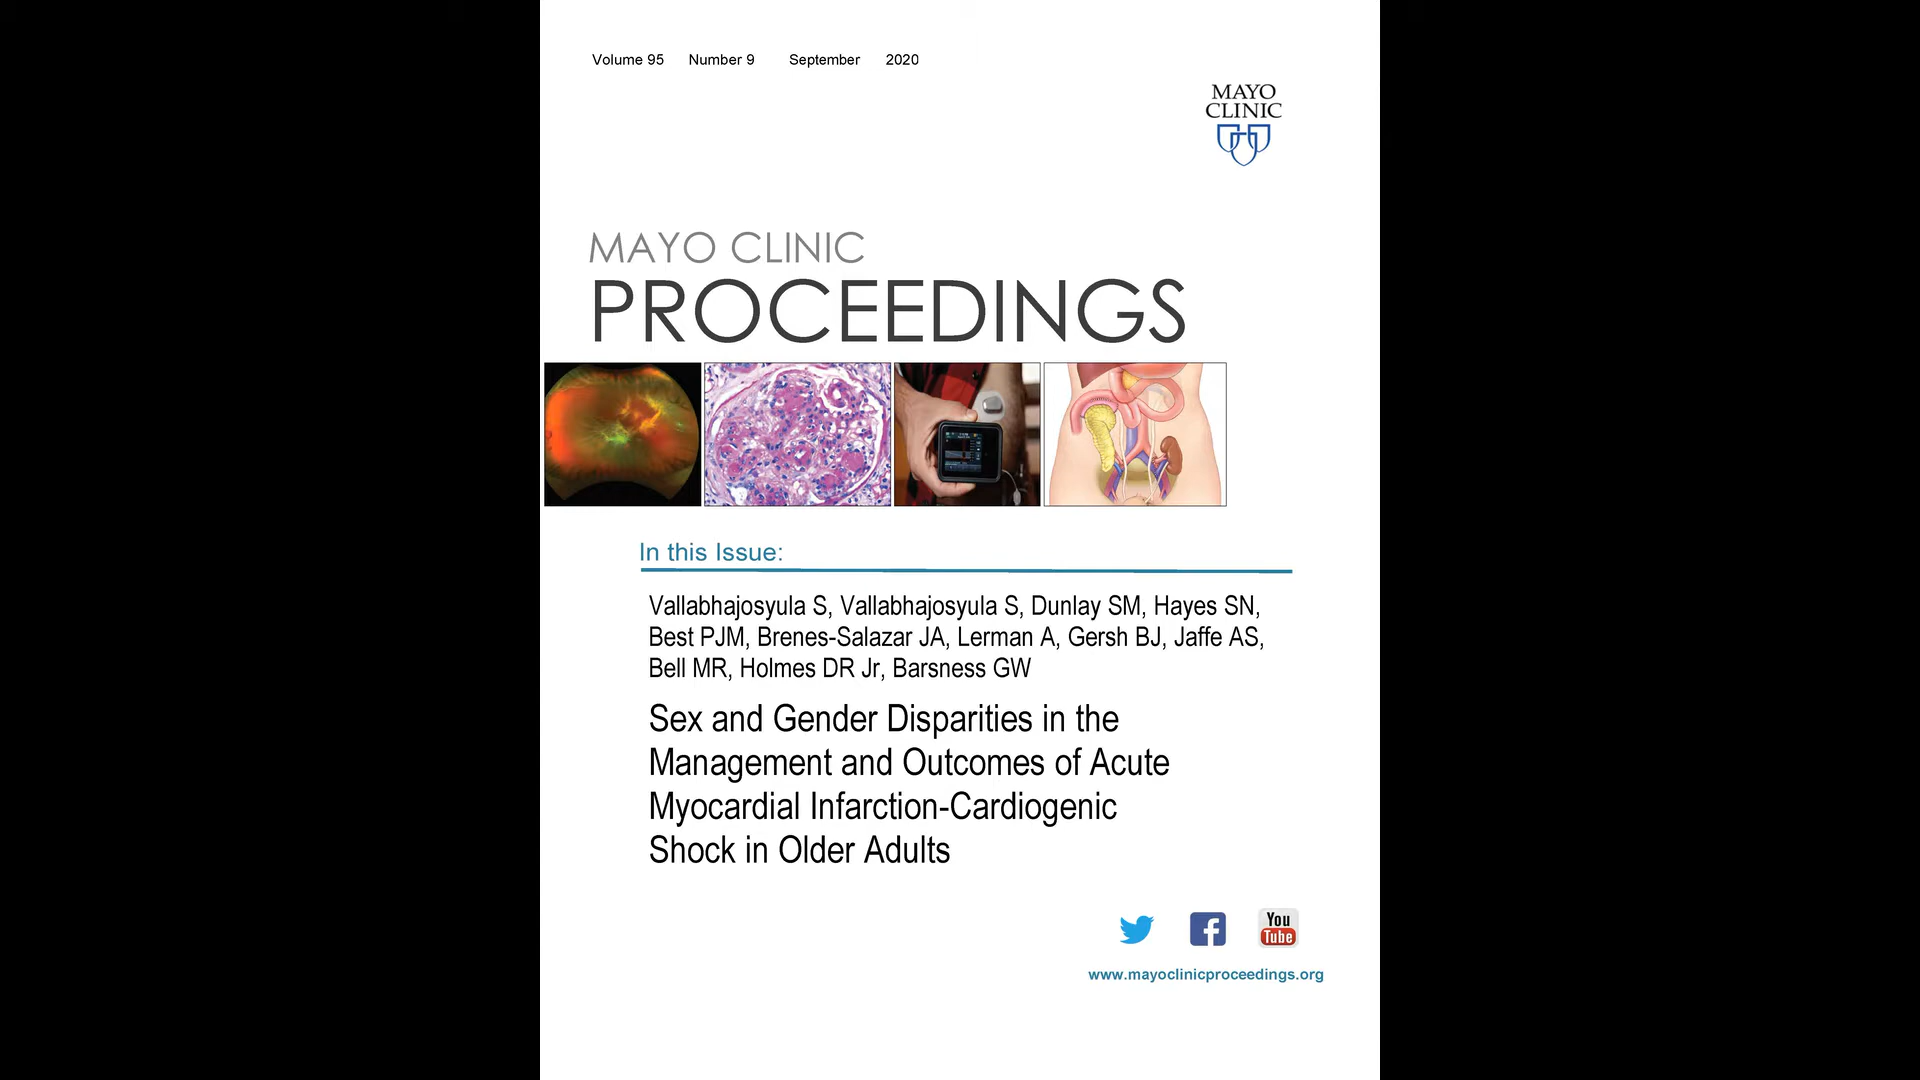 Volume 95 Number 9 September 2020
MAYO
CLINIC
MAYO CLINIC
PROCEEDINGS
In this Issue:
Vallabhajosyula S, Vallabhajosyula S, Dunlay SM, Hayes SN,
Best PJM, Brenes-Salazar JA, Lerman A, Gersh BJ, Jaffe AS,
Bell MR, Holmes DR Jr, Barsness GW
Sex and Gender Disparities in the
Management and Outcomes of Acute
Myocardial Infarction-Cardiogenic
Shock in Older Adults
You
Tube
www.mayoclinicproceedings.org